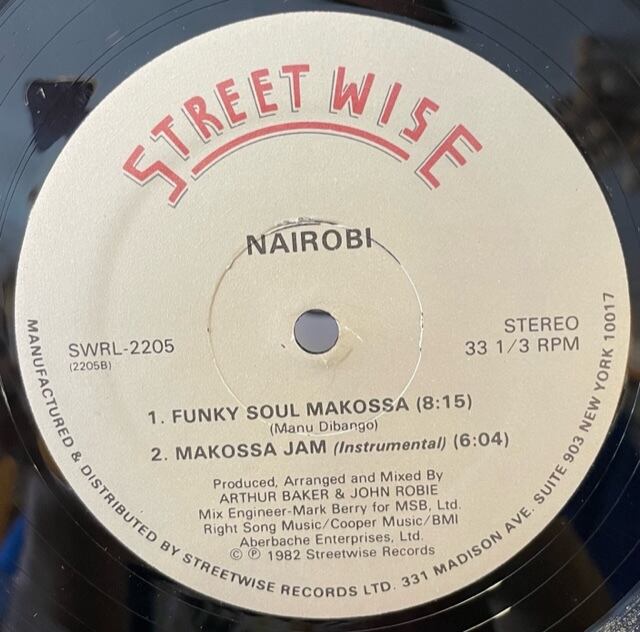 STREETWISE
NAIROBI
SWRL-2205
(2205B)
STEREO
33 1/3 RPM
1. FUNKY SOUL MAKOSSA (8:15)
(Manu Dibango)
2. MAKOSSA JAM (Instrumental) (6:04)
Produced, Arranged and Mixed By
ARTHUR BAKER & JOHN ROBIE
Mix Engineer-Mark Berry for MSB, Ltd.
Right Song Music/Cooper Music/BMI
Aberbache Enterprises, Ltd.
© ℗ 1982 Streetwise Records
MANUFACTURED & DISTRIBUTED BY STREETWISE RECORDS LTD. 331 MADISON AVE. SUITE 903 NEW YORK 10017